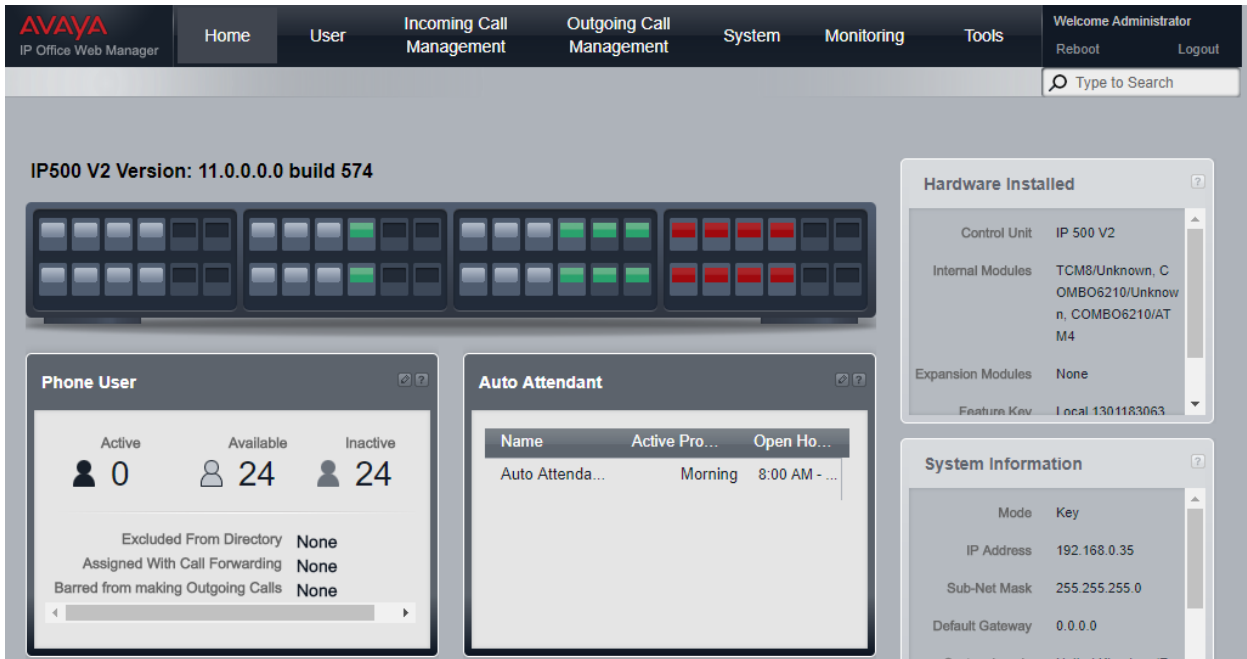 AVAYA
IP Office Web Manager
Home
User
Incoming Call
Management
Outgoing Call
Management
System
Monitoring
Tools
Welcome Administrator
Reboot
Logout
Type to Search
IP500 V2 Version: 11.0.0.0.0 build 574
Phone User
Active
0
Available
24
Inactive
24
Excluded From Directory None
Assigned With Call Forwarding None
Barred from making Outgoing Calls None
Auto Attendant
Name Active Pro... Open Ho...
Auto Attenda... Morning 8:00 AM - ...
Hardware Installed
Control Unit IP 500 V2
Internal Modules TCM8/Unknown, C
OMBO6210/Unknow
n, COMBO6210/AT
M4
Expansion Modules None
Feature Key Local 1301183063
System Information
Mode Key
IP Address 192.168.0.35
Sub-Net Mask 255.255.255.0
Default Gateway 0.0.0.0